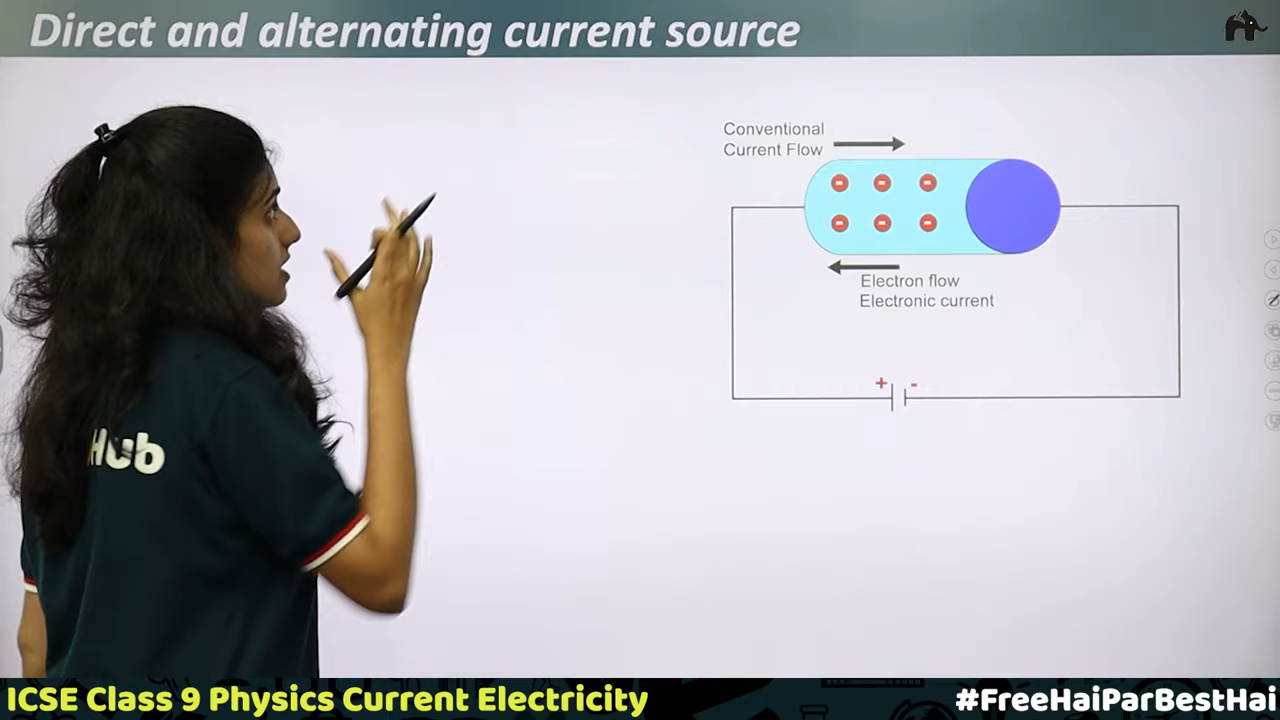 Direct and alternating current source
Conventional
Current Flow
Electron flow
Electronic current
+ -
Hub
ICSE Class 9 Physics Current Electricity
#FreeHaiParBestHai